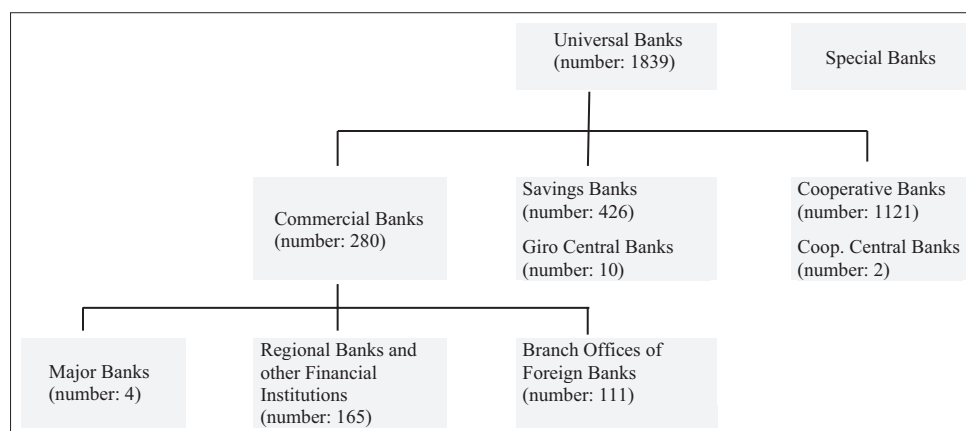 Universal Banks
(number: 1839)
Special Banks
Commercial Banks
(number: 280)
Savings Banks
(number: 426)
Giro Central Banks
(number: 10)
Cooperative Banks
(number: 1121)
Coop. Central Banks
(number: 2)
Major Banks
(number: 4)
Regional Banks and
other Financial
Institutions
(number: 165)
Branch Offices of
Foreign Banks
(number: 111)